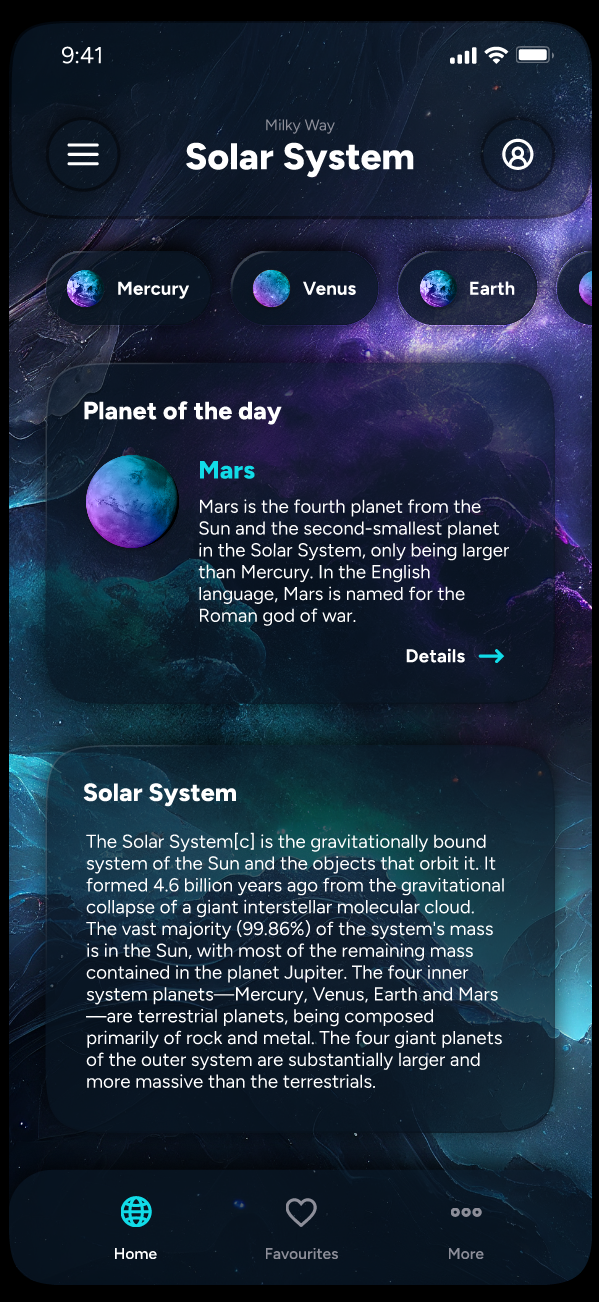 9:41
Milky Way
Solar System
Mercury
Venus
Earth
Planet of the day
Mars
Mars is the fourth planet from the
Sun and the second-smallest planet
in the Solar System, only being larger
than Mercury. In the English
language, Mars is named for the
Roman god of war.
Details
Solar System
The Solar System[c] is the gravitationally bound
system of the Sun and the objects that orbit it. It
formed 4.6 billion years ago from the gravitational
collapse of a giant interstellar molecular cloud.
The vast majority (99.86%) of the system's mass
is in the Sun, with most of the remaining mass
contained in the planet Jupiter. The four inner
system planets—Mercury, Venus, Earth and Mars
—are terrestrial planets, being composed
primarily of rock and metal. The four giant planets
of the outer system are substantially larger and
more massive than the terrestrials.
Home
Favourites
More